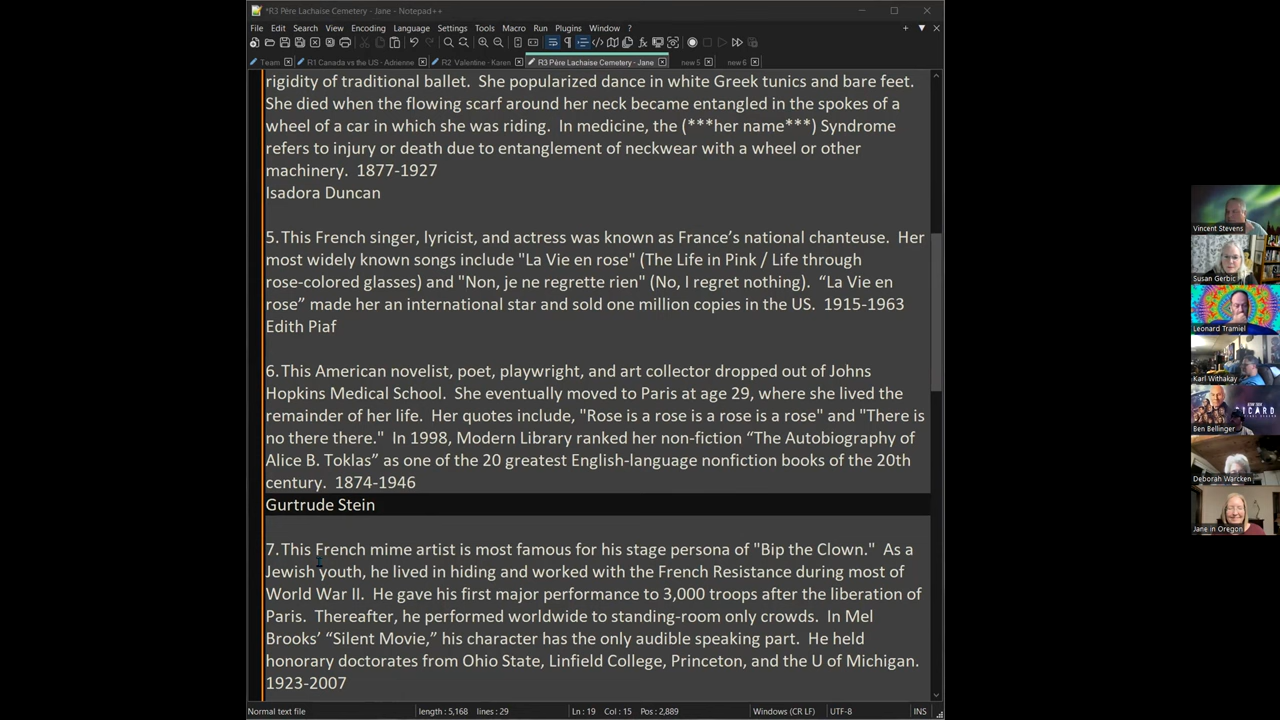 *R3 Pére Lachaise Cemetery - Jane - Notepad++
File Edit Search View Encoding Language Settings Tools Macro Run Plugins Window ?
Team R1 Canada vs the US - Adrienne R2 Valentine - Karen R3 Pére Lachaise Cemetery - Jane new 5 new 6
rigidity of traditional ballet.  She popularized dance in white Greek tunics and bare feet.
She died when the flowing scarf around her neck became entangled in the spokes of a
wheel of a car in which she was riding.  In medicine, the (***her name***) Syndrome
refers to injury or death due to entanglement of neckwear with a wheel or other
machinery.  1877-1927
Isadora Duncan
5. This French singer, lyricist, and actress was known as France’s national chanteuse.  Her
most widely known songs include "La Vie en rose" (The Life in Pink / Life through
rose-colored glasses) and "Non, je ne regrette rien" (No, I regret nothing).  “La Vie en
rose” made her an international star and sold one million copies in the US.  1915-1963
Edith Piaf
6. This American novelist, poet, playwright, and art collector dropped out of Johns
Hopkins Medical School.  She eventually moved to Paris at age 29, where she lived the
remainder of her life.  Her quotes include, "Rose is a rose is a rose is a rose" and "There is
no there there."  In 1998, Modern Library ranked her non-fiction “The Autobiography of
Alice B. Toklas” as one of the 20 greatest English-language nonfiction books of the 20th
century.  1874-1946
Gurtrude Stein
7. This French mime artist is most famous for his stage persona of "Bip the Clown."  As a
Jewish youth, he lived in hiding and worked with the French Resistance during most of
World War II.  He gave his first major performance to 3,000 troops after the liberation of
Paris.  Thereafter, he performed worldwide to standing-room only crowds.  In Mel
Brooks’ “Silent Movie,” his character has the only audible speaking part.  He held
honorary doctorates from Ohio State, Linfield College, Princeton, and the U of Michigan.
1923-2007
Normal text file length : 5,168 lines : 29 Ln : 19 Col : 15 Pos : 2,889 Windows (CR LF) UTF-8 INS
Vincent Stevens
Susan Gerbic
Leonard Tramiel
Karl Withakay
ICARD
Ben Bellinger
Deborah Warcken
Jane in Oregon